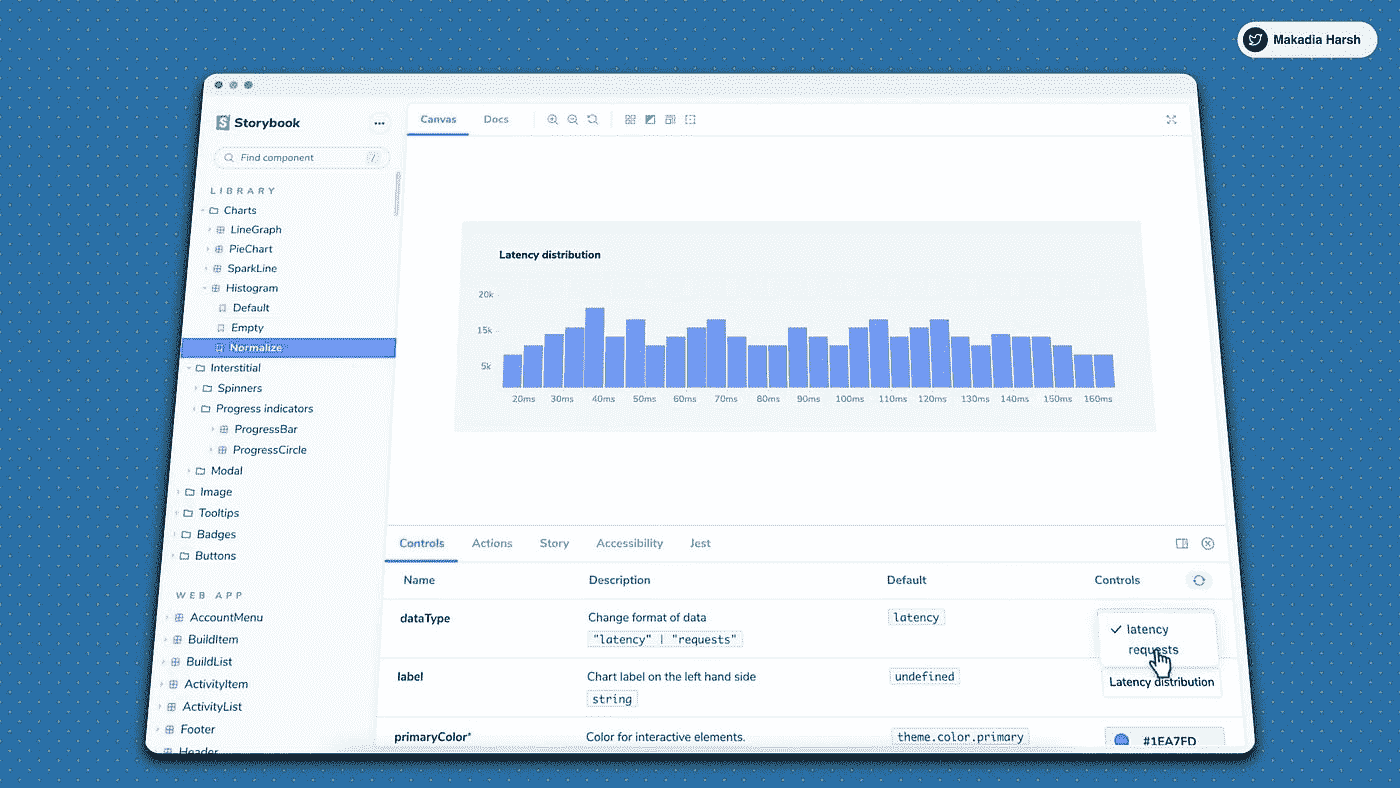 Makadia Harsh
Storybook
Find component
/
LIBRARY
Charts
LineGraph
PieChart
SparkLine
Histogram
Default
Empty
Normalize
Interstitial
Spinners
Progress indicators
ProgressBar
ProgressCircle
Modal
Image
Tooltips
Badges
Buttons
WEB APP
AccountMenu
BuildItem
BuildList
ActivityItem
ActivityList
Footer
Header
Canvas Docs
Latency distribution
20k
15k
5k
20ms 30ms 40ms 50ms 60ms 70ms 80ms 90ms 100ms 110ms 120ms 130ms 140ms 150ms 160ms
Controls Actions Story Accessibility Jest
Name Description Default Controls
dataType Change format of data latency
"latency" | "requests"
latency
requests
label Chart label on the left hand side undefined Latency distribution
string
primaryColor* Color for interactive elements. theme.color.primary #1EA7FD